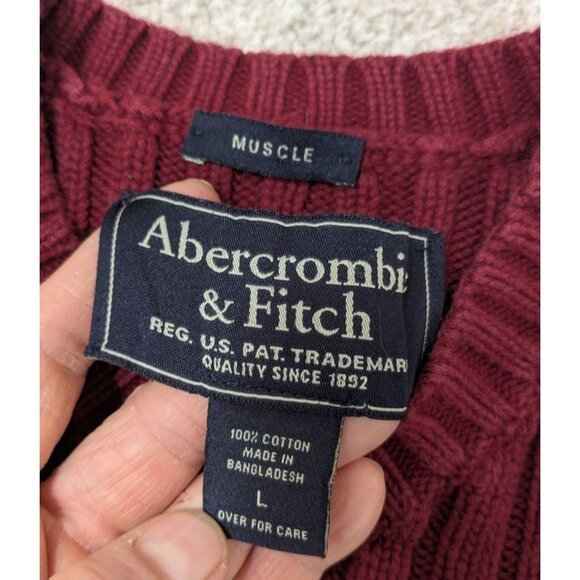 MUSCLE
Abercrombi
& Fitch
REG. U.S. PAT. TRADEMAR
QUALITY SINCE 1892
100% COTTON
MADE IN
BANGLADESH
L
OVER FOR CARE